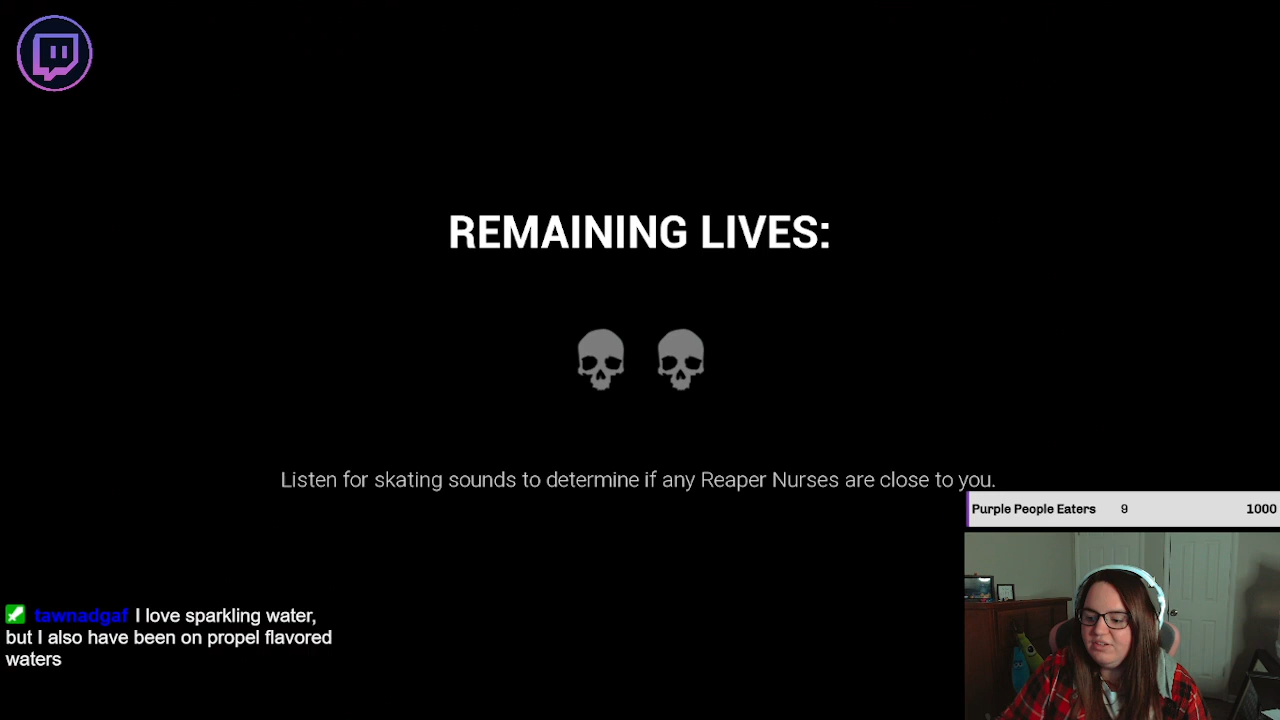 REMAINING LIVES:
Listen for skating sounds to determine if any Reaper Nurses are close to you.
Purple People Eaters 9 1000
tawnadgaf I love sparkling water,
but I also have been on propel flavored
waters